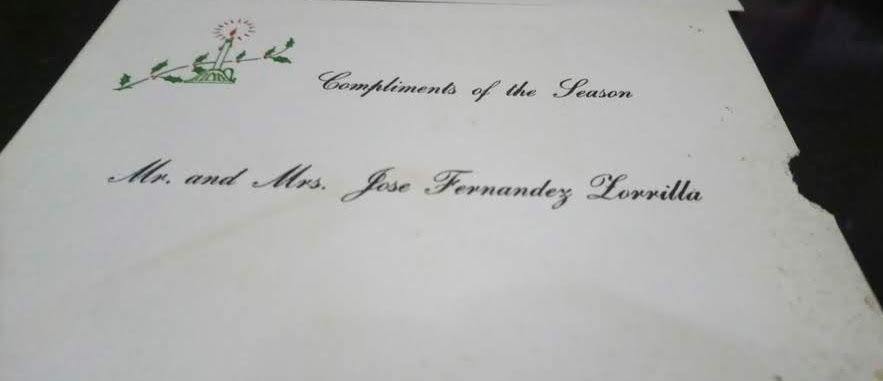 Compliments of the Season
Mr. and Mrs. Jose Fernandez Zorrilla